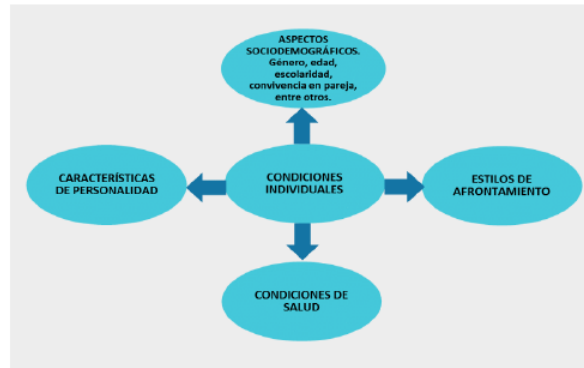 ASPECTOS
SOCIODEMOGRÁFICOS.
Género, edad,
escolaridad,
convivencia en pareja,
entre otros.
CARACTERÍSTICAS
DE PERSONALIDAD
CONDICIONES
INDIVIDUALES
ESTILOS DE
AFRONTAMIENTO
CONDICIONES DE
SALUD